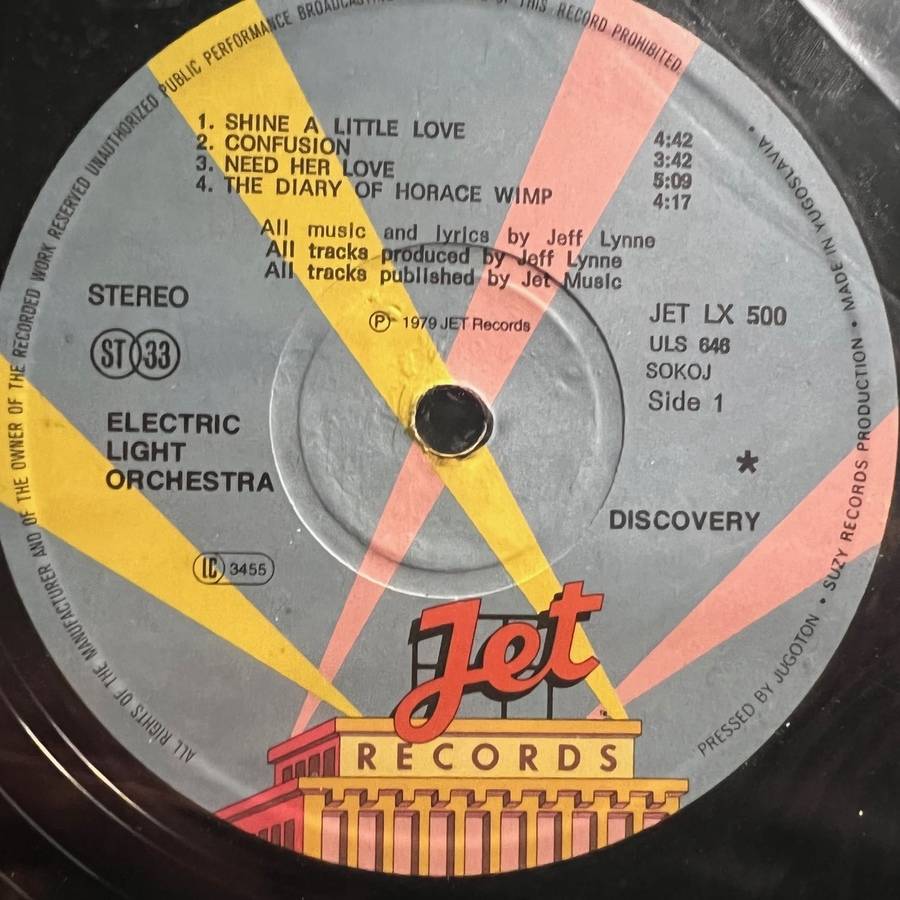 ALL RIGHTS OF THE MANUFACTURER AND OF THE OWNER OF THE RECORDED WORK RESERVED UNAUTHORIZED PUBLIC PERFORMANCE BROADCASTING OF THIS RECORD PROHIBITED.
1. SHINE A LITTLE LOVE 4:42
2. CONFUSION 3:42
3. NEED HER LOVE 5:09
4. THE DIARY OF HORACE WIMP 4:17
All music and lyrics by Jeff Lynne
All tracks produced by Jeff Lynne
All tracks published by Jet Music
Ⓟ 1979 JET Records
STEREO
ST 33
ELECTRIC
LIGHT
ORCHESTRA
LC 3455
JET LX 500
ULS 646
SOKOJ
Side 1
*
DISCOVERY
Jet
RECORDS
PRESSED BY JUGOTON • SUZY RECORDS PRODUCTION • MADE IN YUGOSLAVIA •